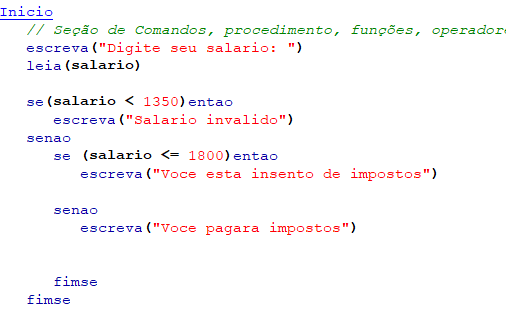 Inicio
// Seção de Comandos, procedimento, funções,
escreva("Digite seu salario: ")
leia(salario)
se(salario < 1350)entao
escreva("Salario invalido")
senao
se (salario <= 1800)entao
escreva("Voce esta insento de impostos")
senao
escreva("Voce pagara impostos")
fimse
fimse